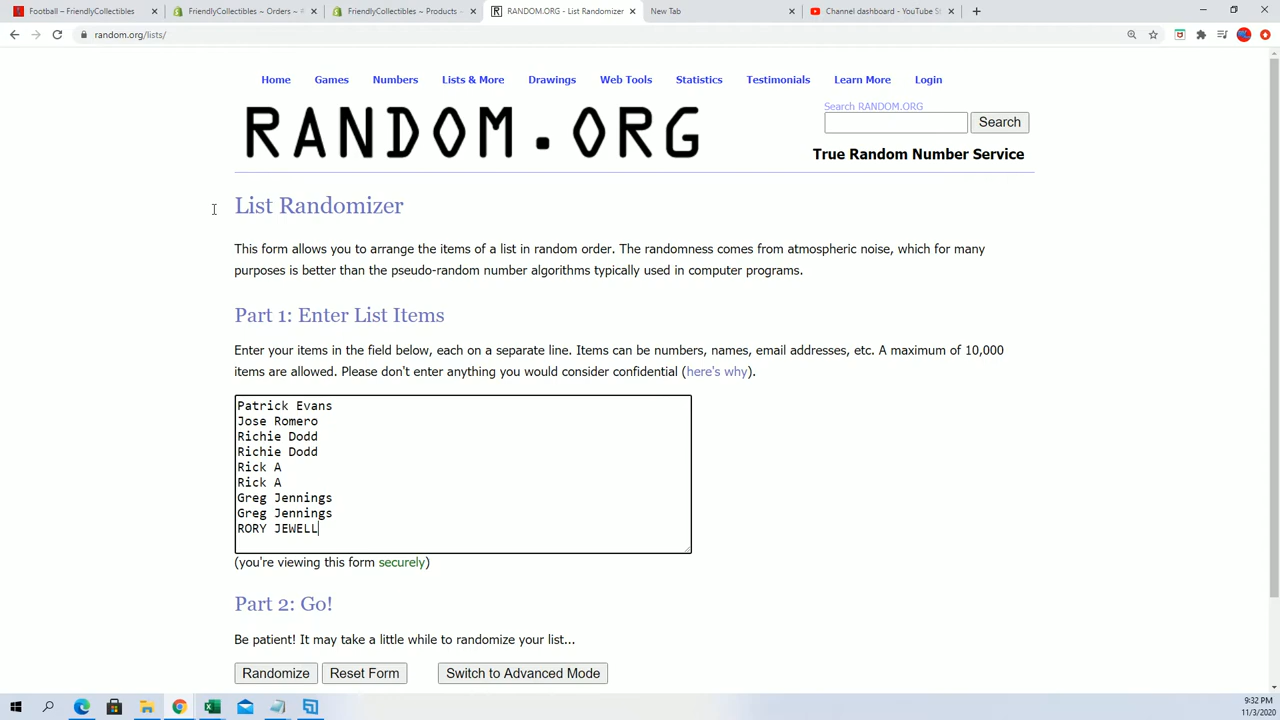 Football – FriendlyCollectibles
FriendlyCollectibles ~ Orders ~
FriendlyCollectibles ~ Products ~
RANDOM.ORG - List Randomizer
New Tab
Channel dashboard - YouTube St
random.org/lists/
Home Games Numbers Lists & More Drawings Web Tools Statistics Testimonials Learn More Login
RANDOM.ORG
Search RANDOM.ORG
Search
True Random Number Service
List Randomizer
This form allows you to arrange the items of a list in random order. The randomness comes from atmospheric noise, which for many
purposes is better than the pseudo-random number algorithms typically used in computer programs.
Part 1: Enter List Items
Enter your items in the field below, each on a separate line. Items can be numbers, names, email addresses, etc. A maximum of 10,000
items are allowed. Please don't enter anything you would consider confidential (here's why).
Patrick Evans
Jose Romero
Richie Dodd
Richie Dodd
Rick A
Rick A
Greg Jennings
Greg Jennings
RORY JEWELL
(you're viewing this form securely)
Part 2: Go!
Be patient! It may take a little while to randomize your list...
Randomize Reset Form Switch to Advanced Mode
9:32 PM
11/3/2020